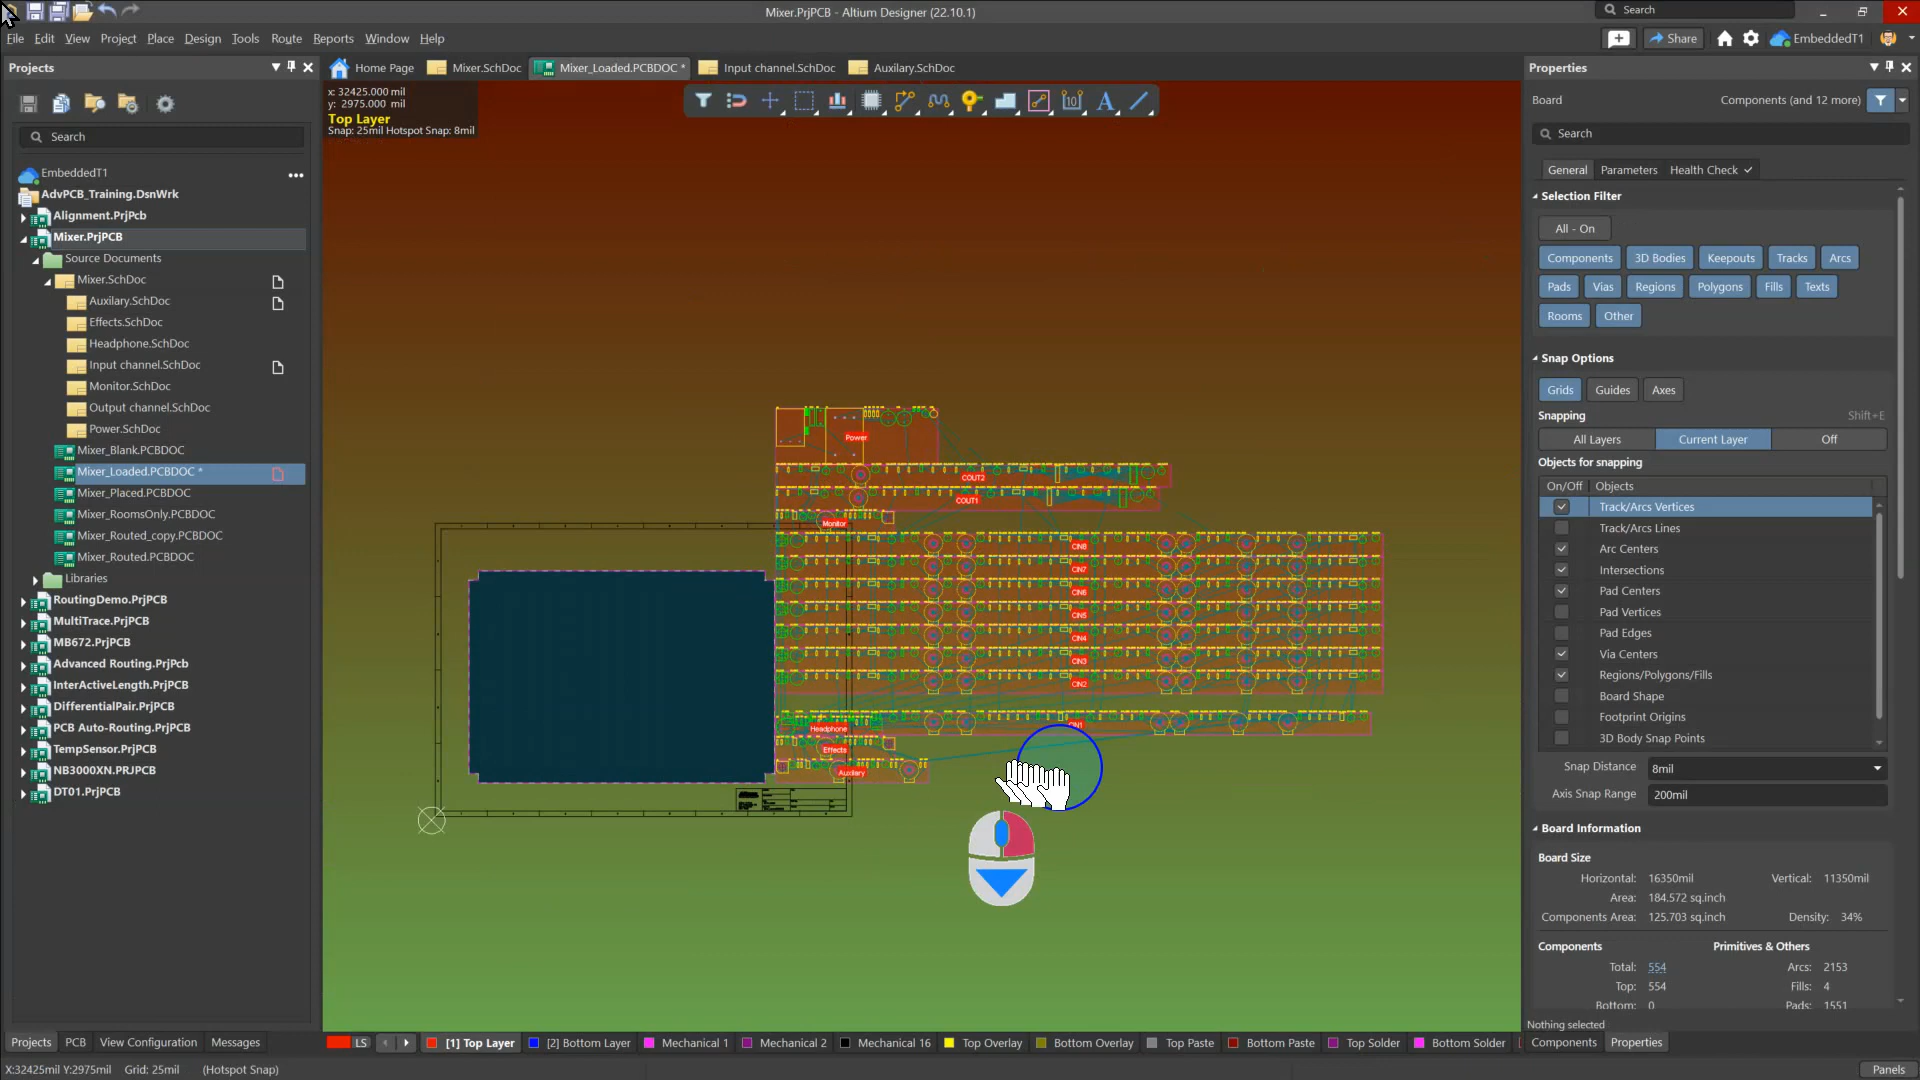 Mixer.PrjPCB - Altium Designer (22.10.1)
Search
File Edit View Project Place Design Tools Route Reports Window Help
Share
EmbeddedT1
Projects
Home Page
Mixer.SchDoc
Mixer_Loaded.PCBDOC *
Input channel.SchDoc
Auxilary.SchDoc
Properties
x: 32425.000 mil
y: 2975.000 mil
Top Layer
Snap: 25mil Hotspot Snap: 8mil
Board
Components (and 12 more)
Search
Search
EmbeddedT1
AdvPCB_Training.DsnWrk
Alignment.PrjPcb
Mixer.PrjPCB
Source Documents
Mixer.SchDoc
Auxilary.SchDoc
Effects.SchDoc
Headphone.SchDoc
Input channel.SchDoc
Monitor.SchDoc
Output channel.SchDoc
Power.SchDoc
Mixer_Blank.PCBDOC
Mixer_Loaded.PCBDOC *
Mixer_Placed.PCBDOC
Mixer_RoomsOnly.PCBDOC
Mixer_Routed_copy.PCBDOC
Mixer_Routed.PCBDOC
Libraries
RoutingDemo.PrjPCB
MultiTrace.PrjPCB
MB672.PrjPCB
Advanced Routing.PrjPcb
InterActiveLength.PrjPCB
DifferentialPair.PrjPCB
PCB Auto-Routing.PrjPCB
TempSensor.PrjPCB
NB3000XN.PRJPCB
DT01.PrjPCB
Power
COUT2
COUT1
Monitor
CIN8
CIN7
CIN6
CIN5
CIN4
CIN3
CIN2
CIN1
Headphone
Effects
Auxilary
General Parameters Health Check
Selection Filter
All - On
Components 3D Bodies Keepouts Tracks Arcs
Pads Vias Regions Polygons Fills Texts
Rooms Other
Snap Options
Grids Guides Axes
Snapping Shift+E
All Layers Current Layer Off
Objects for snapping
On/Off Objects
Track/Arcs Vertices
Track/Arcs Lines
Arc Centers
Intersections
Pad Centers
Pad Vertices
Pad Edges
Via Centers
Regions/Polygons/Fills
Board Shape
Footprint Origins
3D Body Snap Points
Snap Distance 8mil
Axis Snap Range 200mil
Board Information
Board Size
Horizontal: 16350mil Vertical: 11350mil
Area: 184.572 sq.inch
Components Area: 125.703 sq.inch Density: 34%
Components Primitives & Others
Total: 554 Arcs: 2153
Top: 554 Fills: 4
Bottom: 0 Pads: 1551
Nothing selected
Projects PCB View Configuration Messages
LS [1] Top Layer [2] Bottom Layer Mechanical 1 Mechanical 2 Mechanical 16 Top Overlay Bottom Overlay Top Paste Bottom Paste Top Solder Bottom Solder
Components Properties
X:32425mil Y:2975mil Grid: 25mil (Hotspot Snap)
Panels